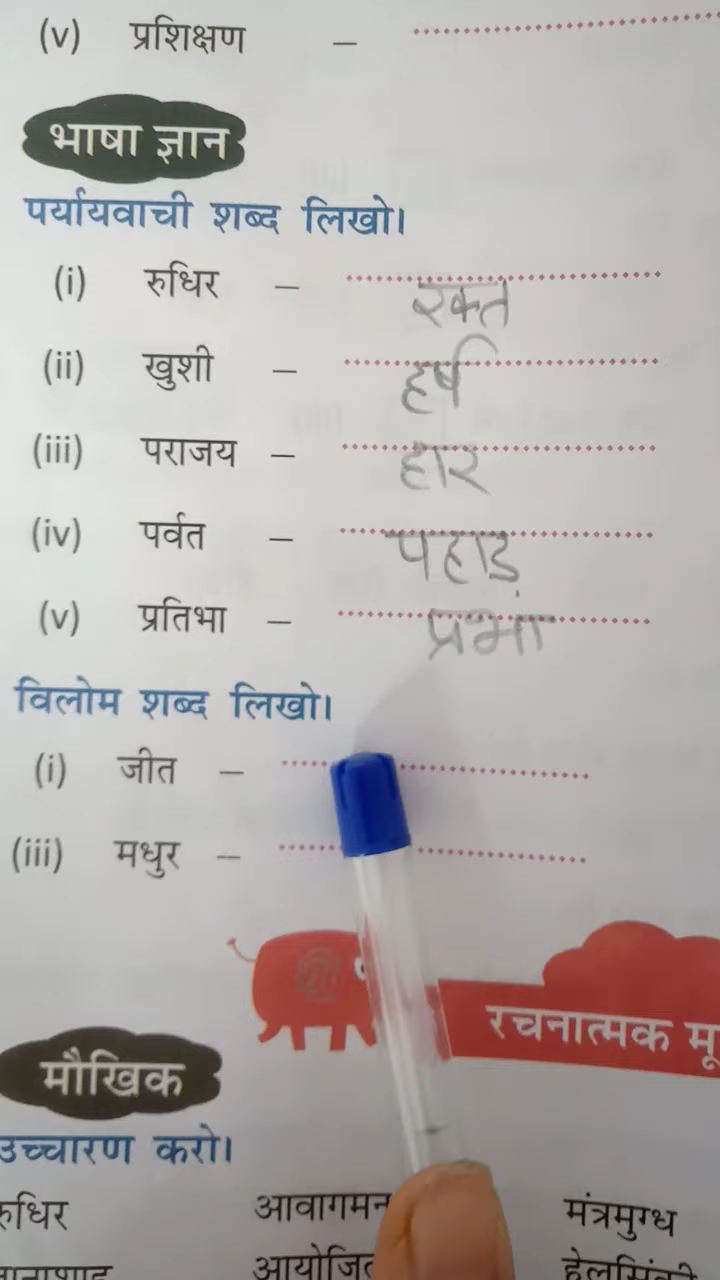 (v) प्रशिक्षण –
भाषा ज्ञान
पर्यायवाची शब्द लिखो।
(i) रुधिर – रक्त
(ii) खुशी – हर्ष
(iii) पराजय – हार
(iv) पर्वत – पहाड़
(v) प्रतिभा – प्रभा
विलोम शब्द लिखो।
(i) जीत –
(iii) मधुर –
रचनात्मक
मौखिक
उच्चारण करो।
रुधिर आवागमन मंत्रमुग्ध